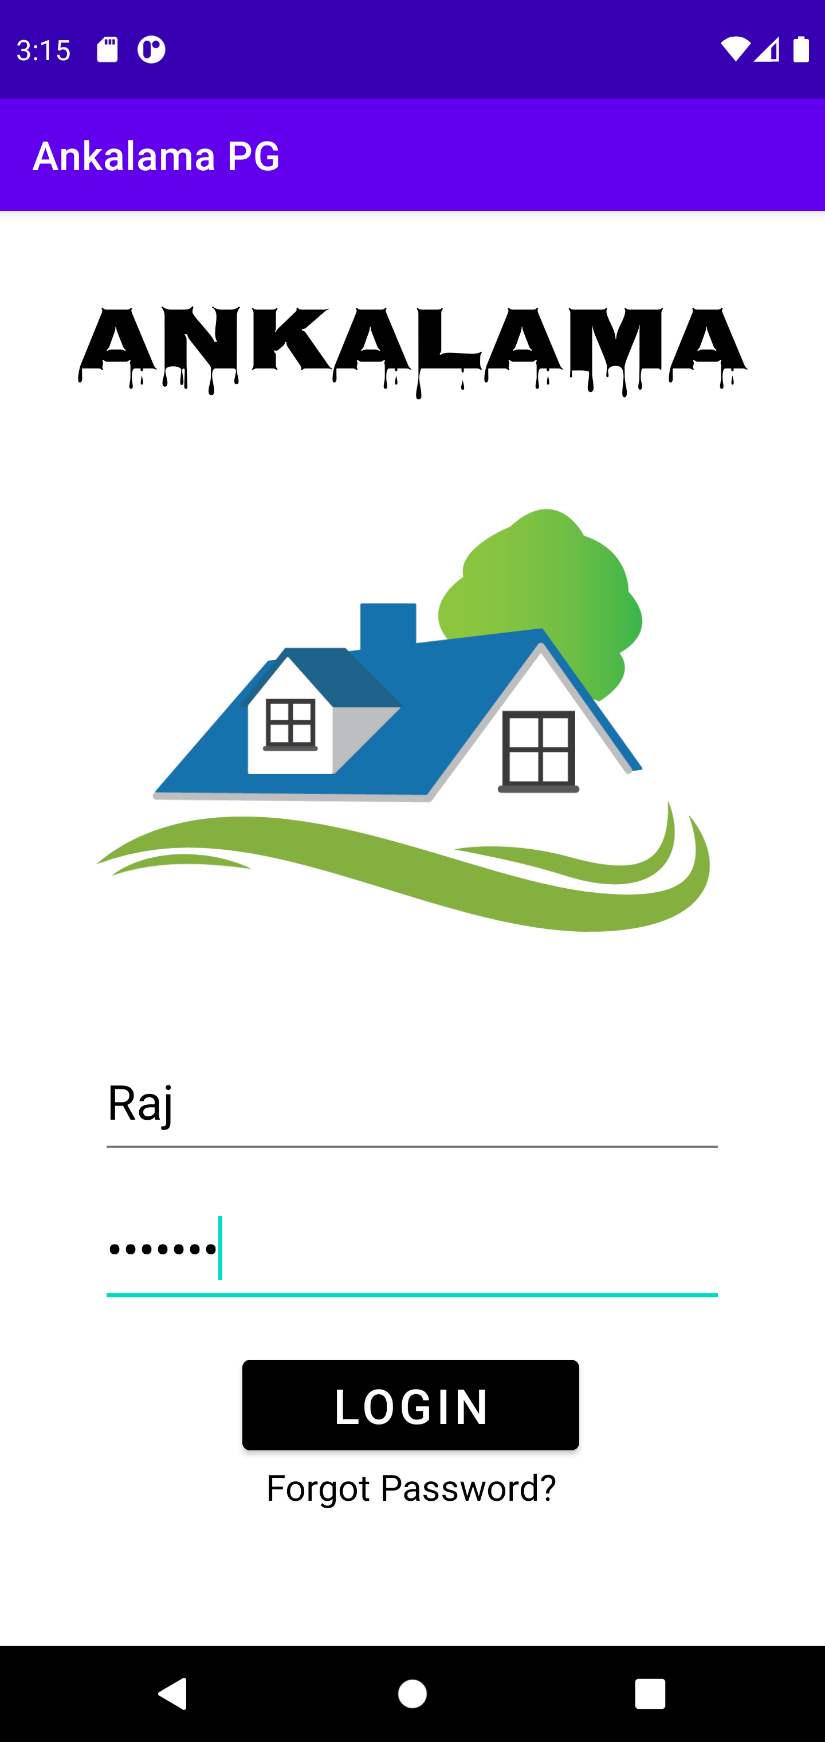 3:15
Ankalama PG
ANKALAMA
Raj
•••••••
LOGIN
Forgot Password?